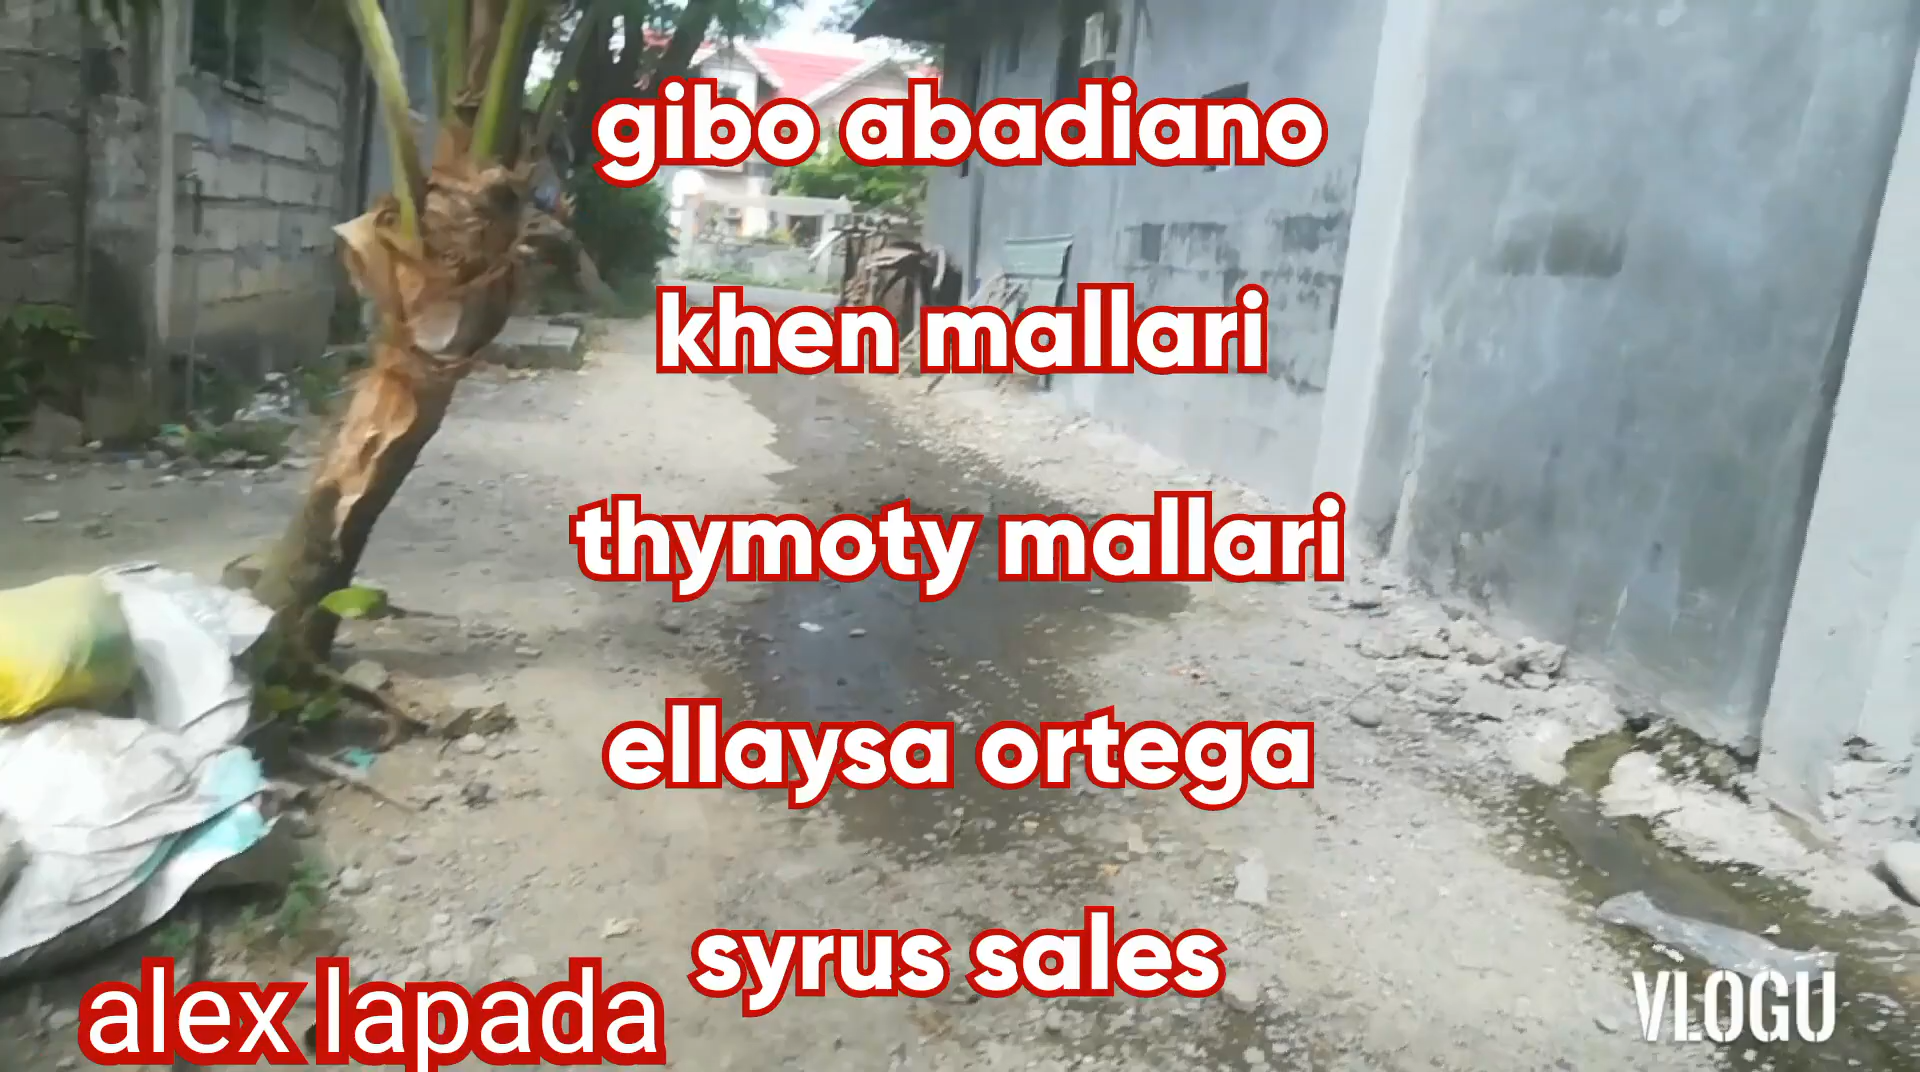 gibo abadiano
khen mallari
thymoty mallari
ellaysa ortega
syrus sales
alex lapada
VLOGU